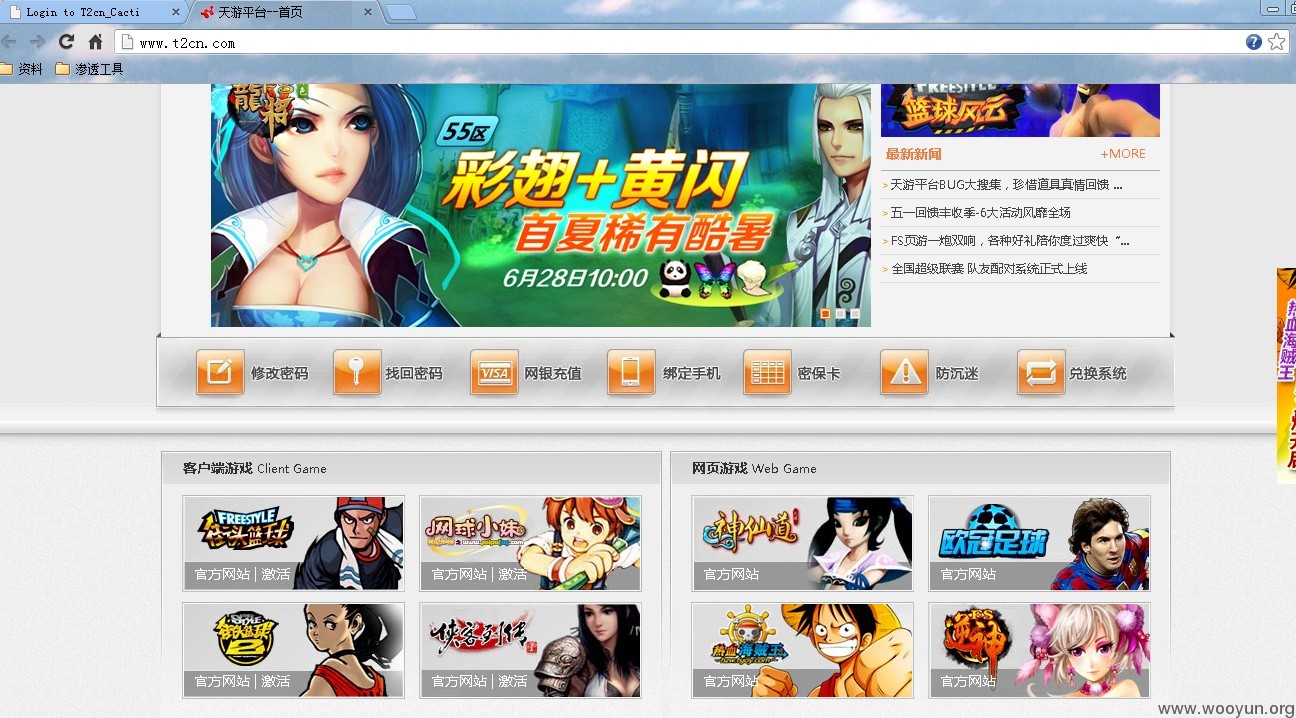 Login to T2cn_Cacti
天游平台--首页
www.t2cn.com
资料
渗透工具
龍將
55区
彩翅+黄闪
首夏稀有酷暑
6月28日10:00
FREESTYLE
篮球风云
最新新闻
+MORE
> 天游平台BUG大搜集，珍惜道具真情回馈 ...
> 五一回馈丰收季-6大活动风靡全场
> FS页游一炮双响，各种好礼陪你度过爽快“...
> 全国超级联赛 队友配对系统正式上线
修改密码
找回密码
VISA
网银充值
绑定手机
密保卡
防沉迷
兑换系统
热血海贼王
客户端游戏 Client Game
网页游戏 Web Game
FREESTYLE
街头篮球
官方网站 | 激活
网球小妹
官方网站 | 激活
神仙道
官方网站
欧冠足球
官方网站
街头篮球2
官方网站 | 激活
侠客列传
官方网站 | 激活
热血海贼王
官方网站
FS
逆神
官方网站
www.wooyun.org